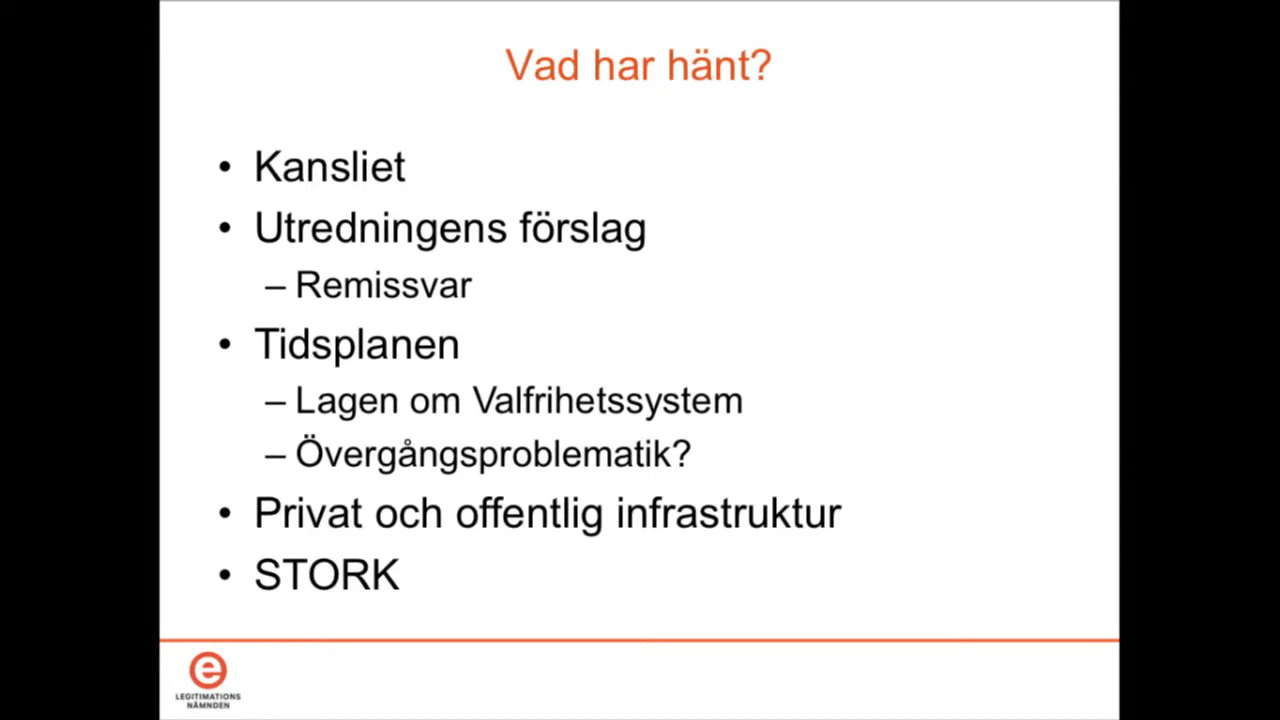 Vad har hänt?
• Kansliet
• Utredningens förslag
– Remissvar
• Tidsplanen
– Lagen om Valfrihetssystem
– Övergångsproblematik?
• Privat och offentlig infrastruktur
• STORK
e
LEGITIMATIONS
NÄMNDEN